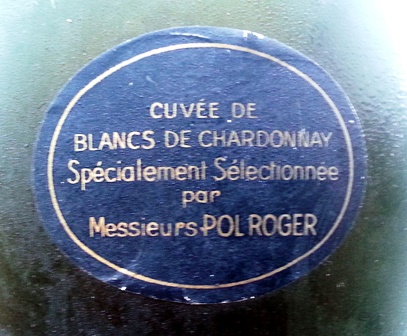 CUVÉE DE
BLANCS DE CHARDONNAY
Spécialement Sélectionnée
par
Messieurs POL ROGER